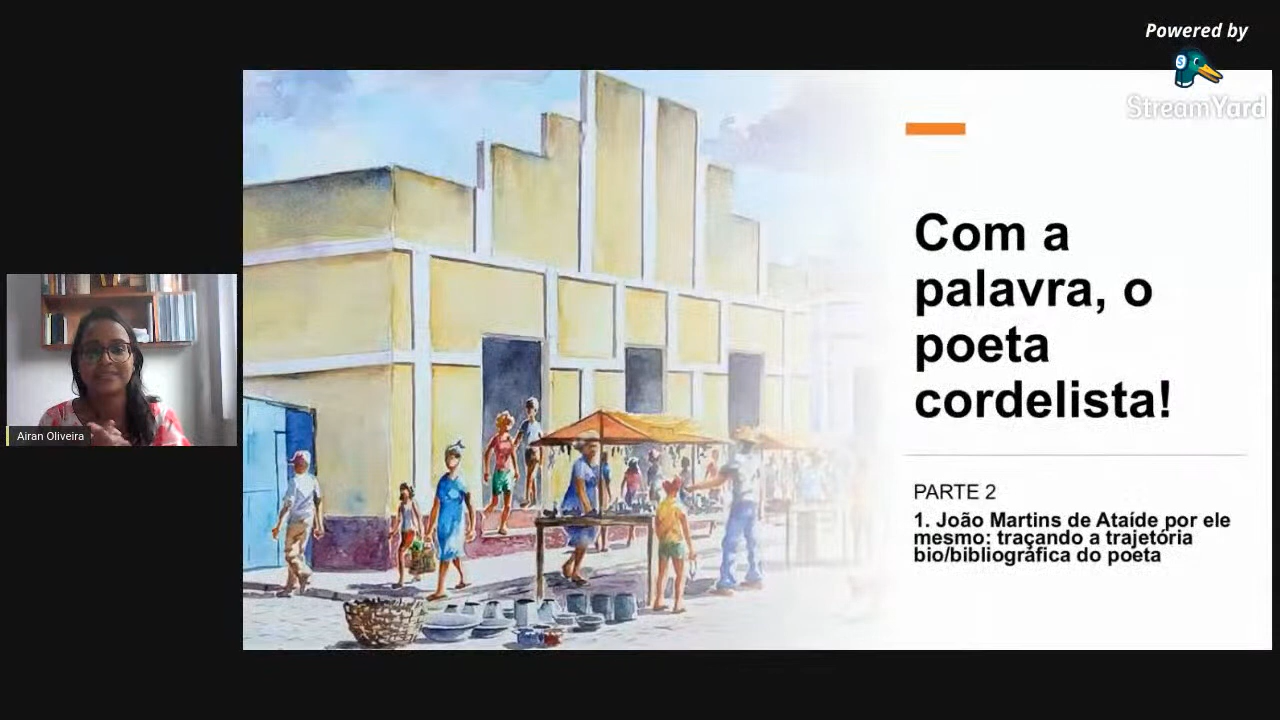 Powered by
StreamYard
Com a
palavra, o
poeta
cordelista!
PARTE 2
1. João Martins de Ataíde por ele
mesmo: traçando a trajetória
bio/bibliográfica do poeta
Airan Oliveira